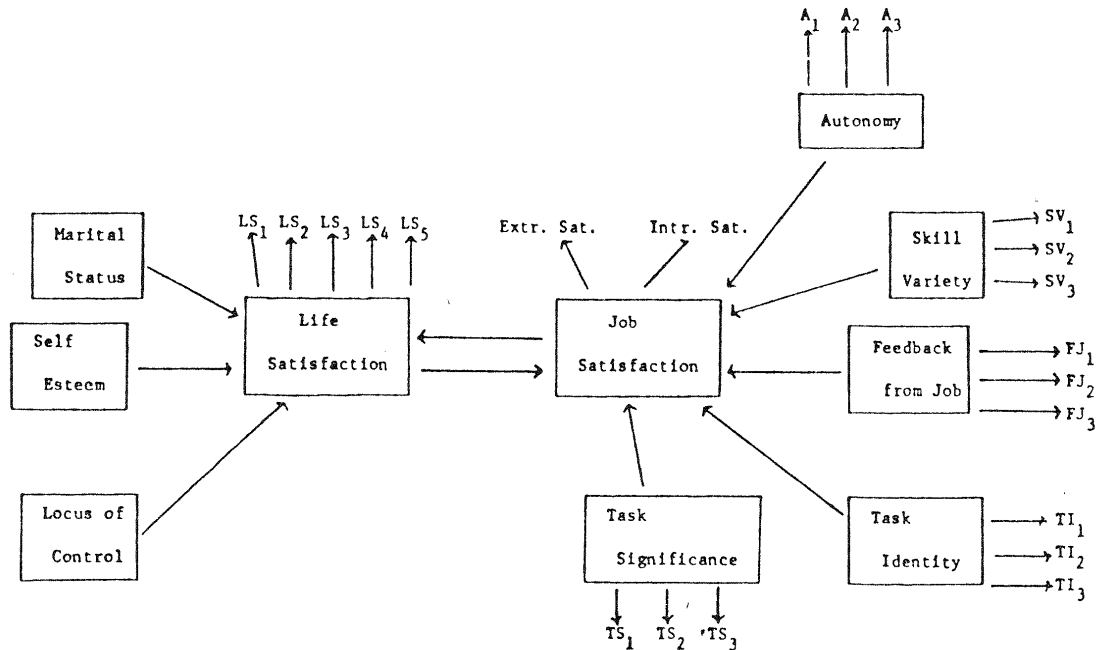 A1 A2 A3
Autonomy
Marital
Status
LS1 LS2 LS3 LS4 LS5
Extr. Sat. Intr. Sat.
Skill
Variety
SV1
SV2
SV3
Self
Esteem
Life
Satisfaction
Job
Satisfaction
Feedback
from Job
FJ1
FJ2
FJ3
Locus of
Control
Task
Significance
Task
Identity
TI1
TI2
TI3
TS1 TS2 TS3